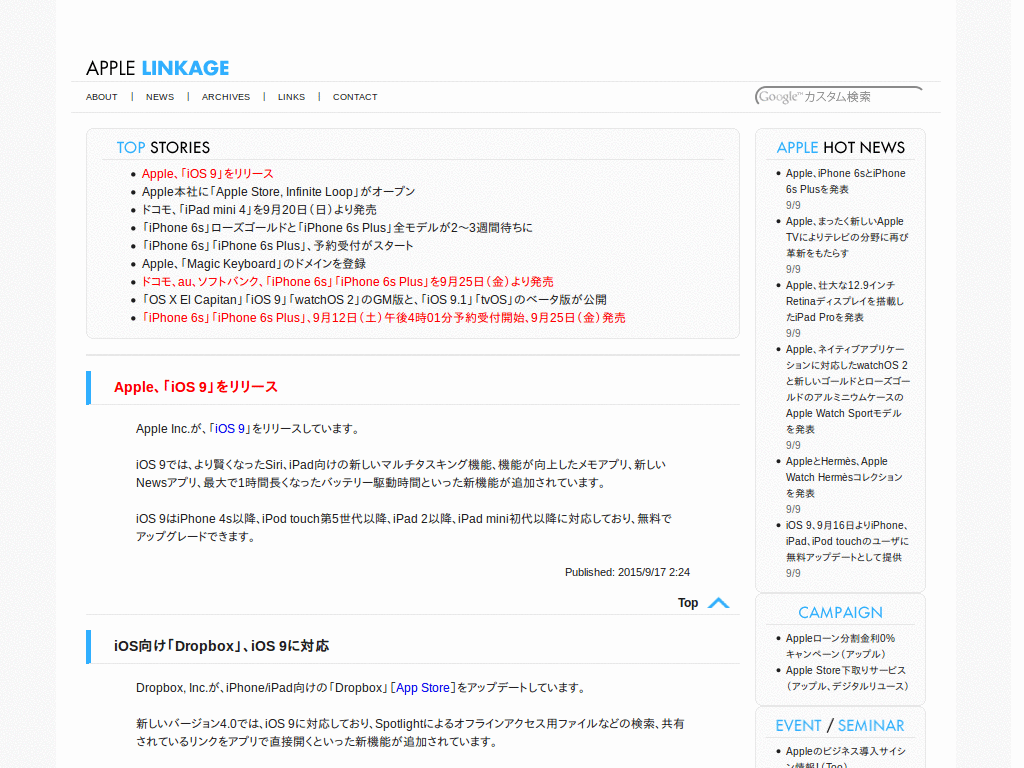 APPLE LINKAGE
ABOUT | NEWS | ARCHIVES | LINKS | CONTACT
Google™カスタム検索
TOP STORIES
Apple、「iOS 9」をリリース
Apple本社に「Apple Store, Infinite Loop」がオープン
ドコモ、「iPad mini 4」を9月20日（日）より発売
「iPhone 6s」ローズゴールドと「iPhone 6s Plus」全モデルが2〜3週間待ちに
「iPhone 6s」「iPhone 6s Plus」、予約受付がスタート
Apple、「Magic Keyboard」のドメインを登録
ドコモ、au、ソフトバンク、「iPhone 6s」「iPhone 6s Plus」を9月25日（金）より発売
「OS X El Capitan」「iOS 9」「watchOS 2」のGM版と、「iOS 9.1」「tvOS」のベータ版が公開
「iPhone 6s」「iPhone 6s Plus」、9月12日（土）午後4時01分予約受付開始、9月25日（金）発売
Apple、「iOS 9」をリリース
Apple Inc.が、「iOS 9」をリリースしています。
iOS 9では、より賢くなったSiri、iPad向けの新しいマルチタスキング機能、機能が向上したメモアプリ、新しい
Newsアプリ、最大で1時間長くなったバッテリー駆動時間といった新機能が追加されています。
iOS 9はiPhone 4s以降、iPod touch第5世代以降、iPad 2以降、iPad mini初代以降に対応しており、無料で
アップグレードできます。
Published: 2015/9/17 2:24
Top
iOS向け「Dropbox」、iOS 9に対応
Dropbox, Inc.が、iPhone/iPad向けの「Dropbox」［App Store］をアップデートしています。
新しいバージョン4.0では、iOS 9に対応しており、Spotlightによるオフラインアクセス用ファイルなどの検索、共有
されているリンクをアプリで直接開くといった新機能が追加されています。
APPLE HOT NEWS
Apple、iPhone 6sとiPhone
6s Plusを発表
9/9
Apple、まったく新しいApple
TVによりテレビの分野に再び
革新をもたらす
9/9
Apple、壮大な12.9インチ
Retinaディスプレイを搭載し
たiPad Proを発表
9/9
Apple、ネイティブアプリケー
ションに対応したwatchOS 2
と新しいゴールドとローズゴー
ルドのアルミニウムケースの
Apple Watch Sportモデル
を発表
9/9
AppleとHermès、Apple
Watch Hermèsコレクション
を発表
9/9
iOS 9、9月16日よりiPhone、
iPad、iPod touchのユーザに
無料アップデートとして提供
9/9
CAMPAIGN
Appleローン分割金利0%
キャンペーン（アップル）
Apple Store下取りサービス
（アップル、デジタルリユース）
EVENT / SEMINAR
Appleのビジネス導入サイシ
ン情報！（Too）